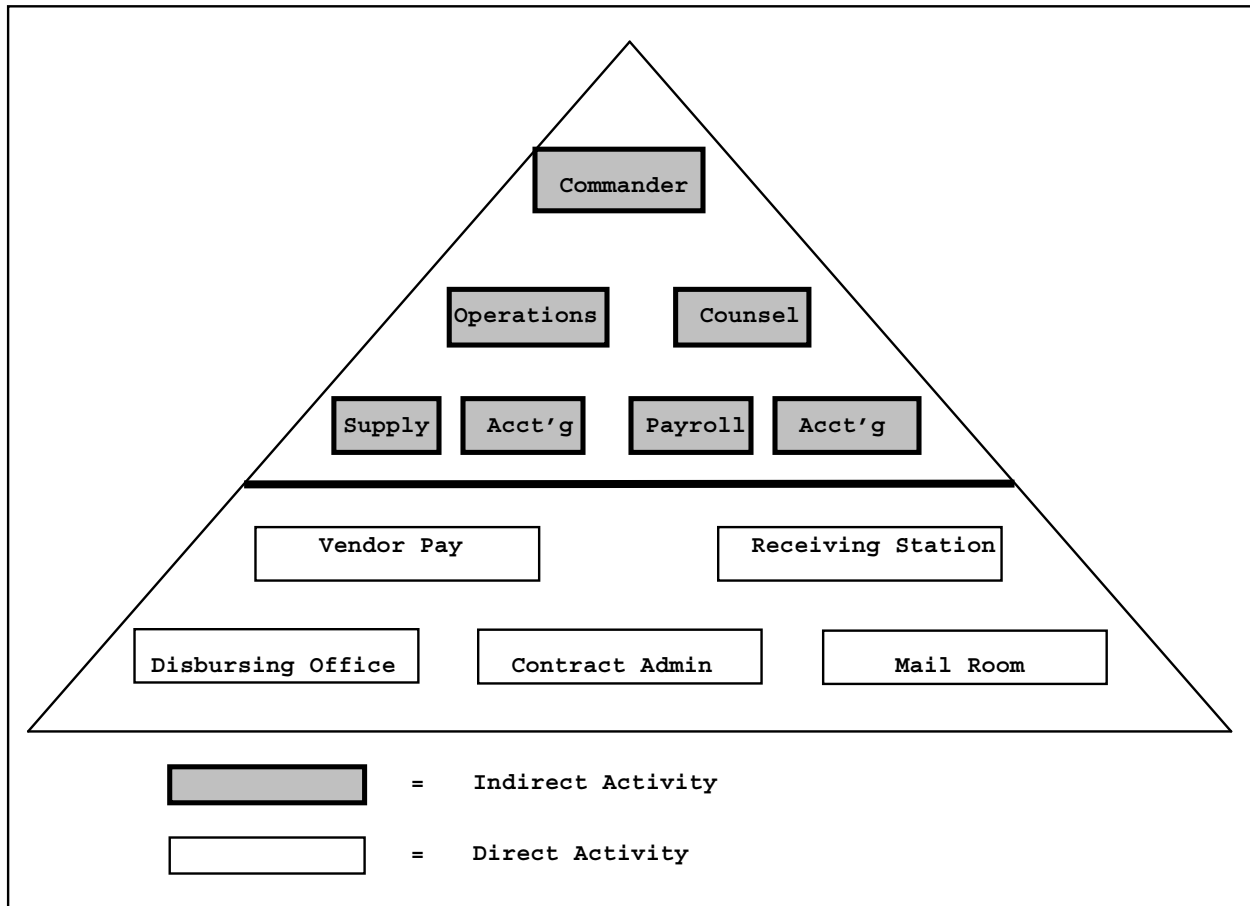 Commander
Operations Counsel
Supply Acct'g Payroll Acct'g
Vendor Pay Receiving Station
Disbursing Office Contract Admin Mail Room
= Indirect Activity
= Direct Activity